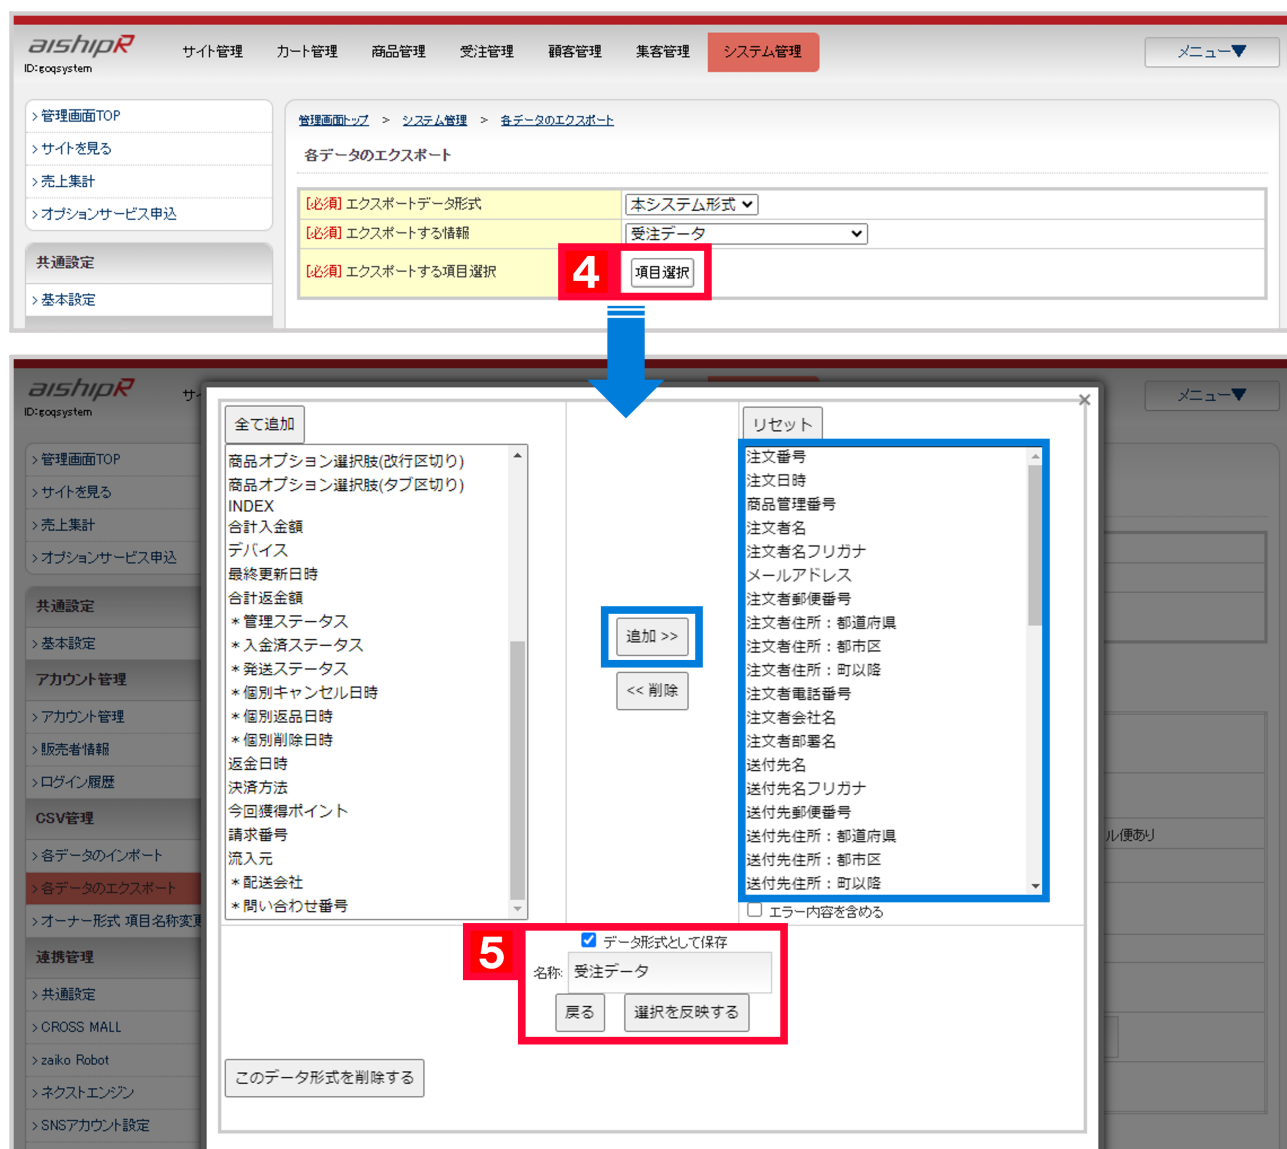 aishipR
ID:goqsystem
サイト管理 カート管理 商品管理 受注管理 顧客管理 集客管理 システム管理
メニュー▼
>管理画面TOP
>サイトを見る
>売上集計
>オプションサービス申込
共通設定
>基本設定
管理画面トップ > システム管理 > 各データのエクスポート
各データのエクスポート
[必須] エクスポートデータ形式 本システム形式
[必須] エクスポートする情報 受注データ
[必須] エクスポートする項目選択 4 項目選択
aishipR
ID:goqsystem
サ
メニュー▼
>管理画面TOP
>サイトを見る
>売上集計
>オプションサービス申込
共通設定
>基本設定
アカウント管理
>アカウント管理
>販売者情報
>ログイン履歴
CSV管理
>各データのインポート
>各データのエクスポート
>オーナー形式 項目名称変更
連携管理
>共通設定
>CROSS MALL
>zaiko Robot
>ネクストエンジン
>SNSアカウント設定
×
全て追加
商品オプション選択肢(改行区切り)
商品オプション選択肢(タブ区切り)
INDEX
合計入金額
デバイス
最終更新日時
合計返金額
＊管理ステータス
＊入金済ステータス
＊発送ステータス
＊個別キャンセル日時
＊個別返品日時
＊個別削除日時
返金日時
決済方法
今回獲得ポイント
請求番号
流入元
＊配送会社
＊問い合わせ番号
追加 >>
<< 削除
リセット
注文番号
注文日時
商品管理番号
注文者名
注文者名フリガナ
メールアドレス
注文者郵便番号
注文者住所：都道府県
注文者住所：都市区
注文者住所：町以降
注文者電話番号
注文者会社名
注文者部署名
送付先名
送付先名フリガナ
送付先郵便番号
送付先住所：都道府県
送付先住所：都市区
送付先住所：町以降
エラー内容を含める
ル便あり
5
データ形式として保存
名称: 受注データ
戻る 選択を反映する
このデータ形式を削除する